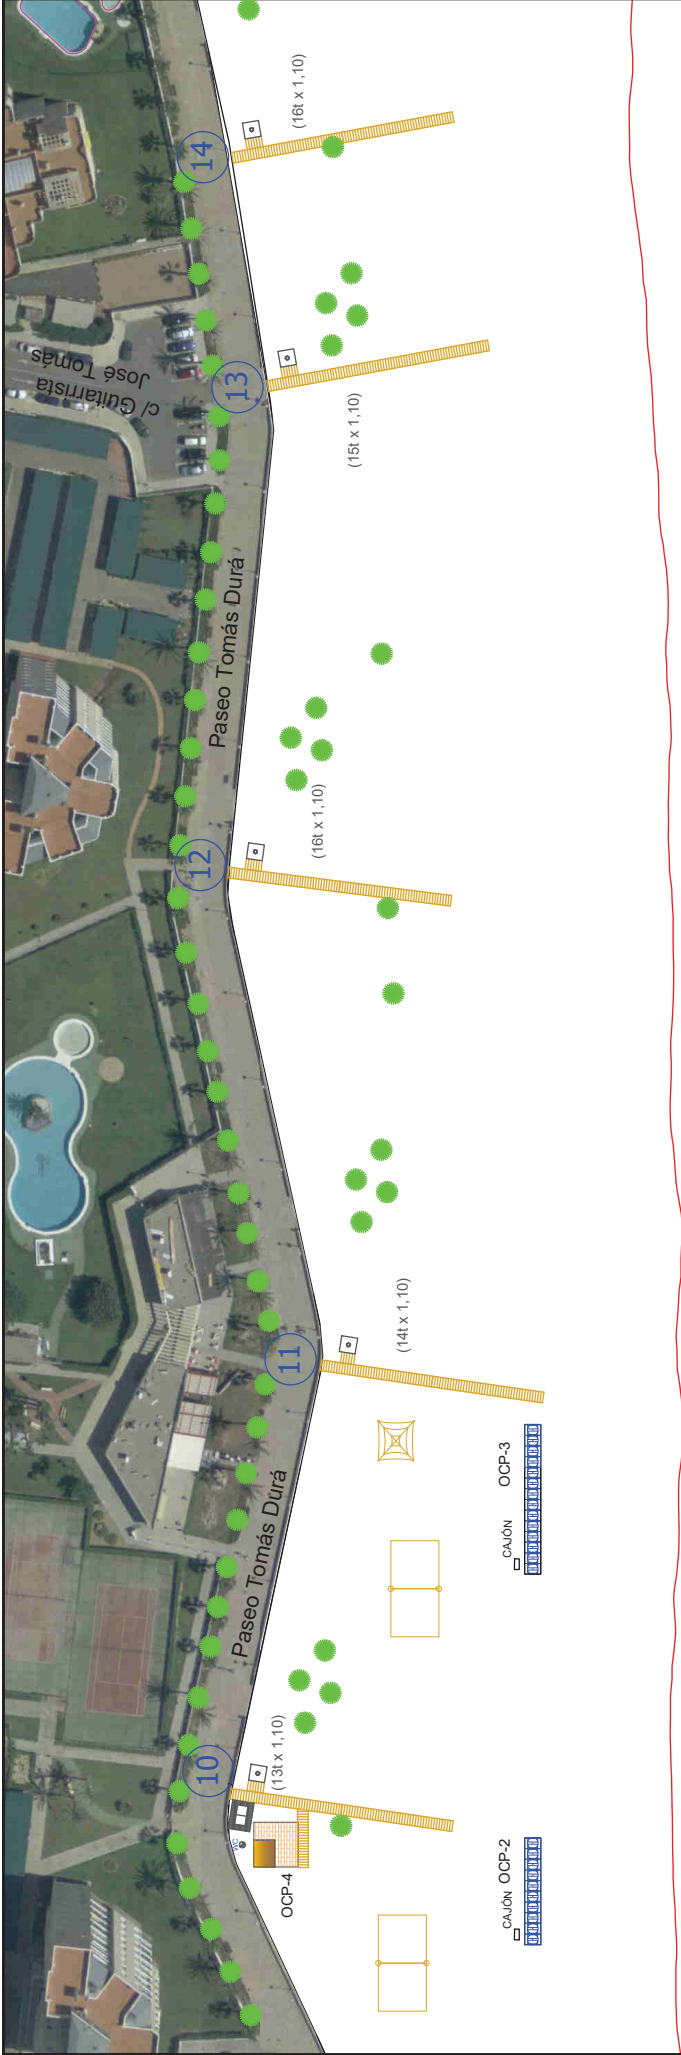 14
(16t x 1,10)
c/ Guitarrista
José Tomás
13
(15t x 1,10)
Paseo Tomás Durá
12
(16t x 1,10)
11
(14t x 1,10)
Paseo Tomás Durá
OCP-3
CAJÓN
10
(13t x 1,10)
WC
OCP-4
OCP-2
CAJÓN